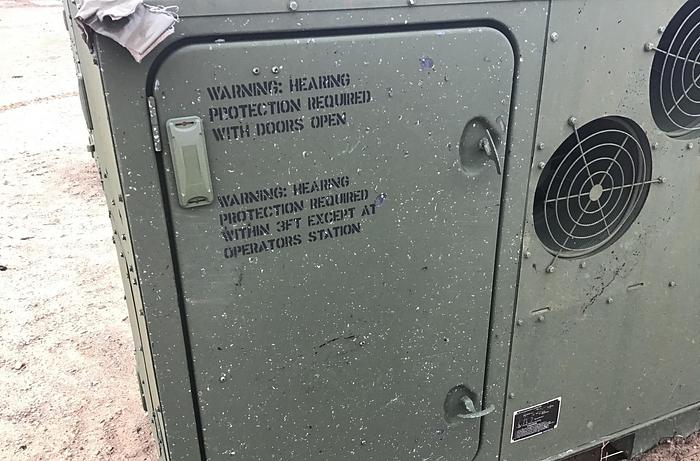 WARNING: HEARING
PROTECTION REQUIRED
WITH DOORS OPEN
WARNING: HEARING
PROTECTION REQUIRED
WITHIN 3FT EXCEPT AT
OPERATORS STATION